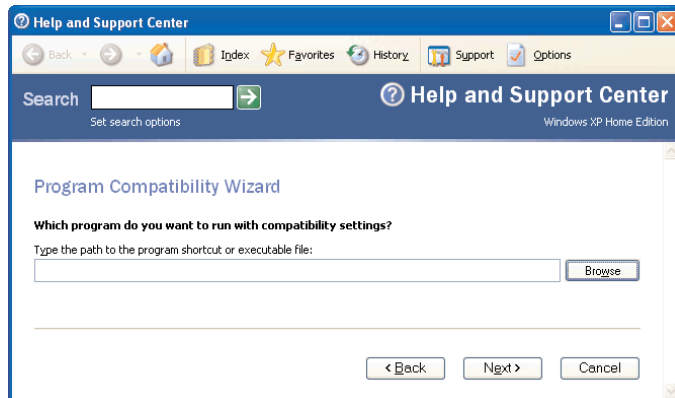 Help and Support Center
Back Index Favorites History Support Options
Search Help and Support Center
Set search options Windows XP Home Edition
Program Compatibility Wizard
Which program do you want to run with compatibility settings?
Type the path to the program shortcut or executable file:
Browse
< Back Next > Cancel